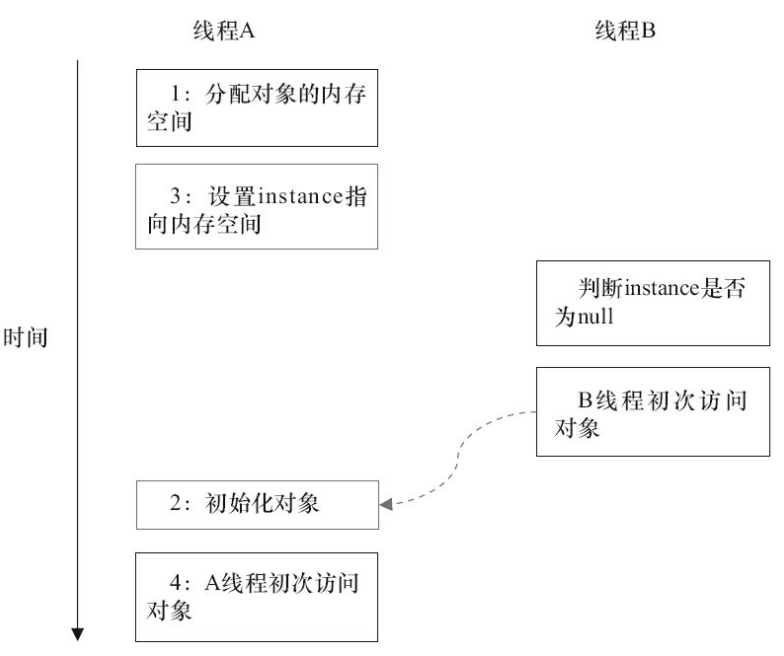 线程A
线程B
1：分配对象的内存
空间
3：设置instance指
向内存空间
判断instance是否
为null
时间
B线程初次访问
对象
2：初始化对象
4：A线程初次访问
对象